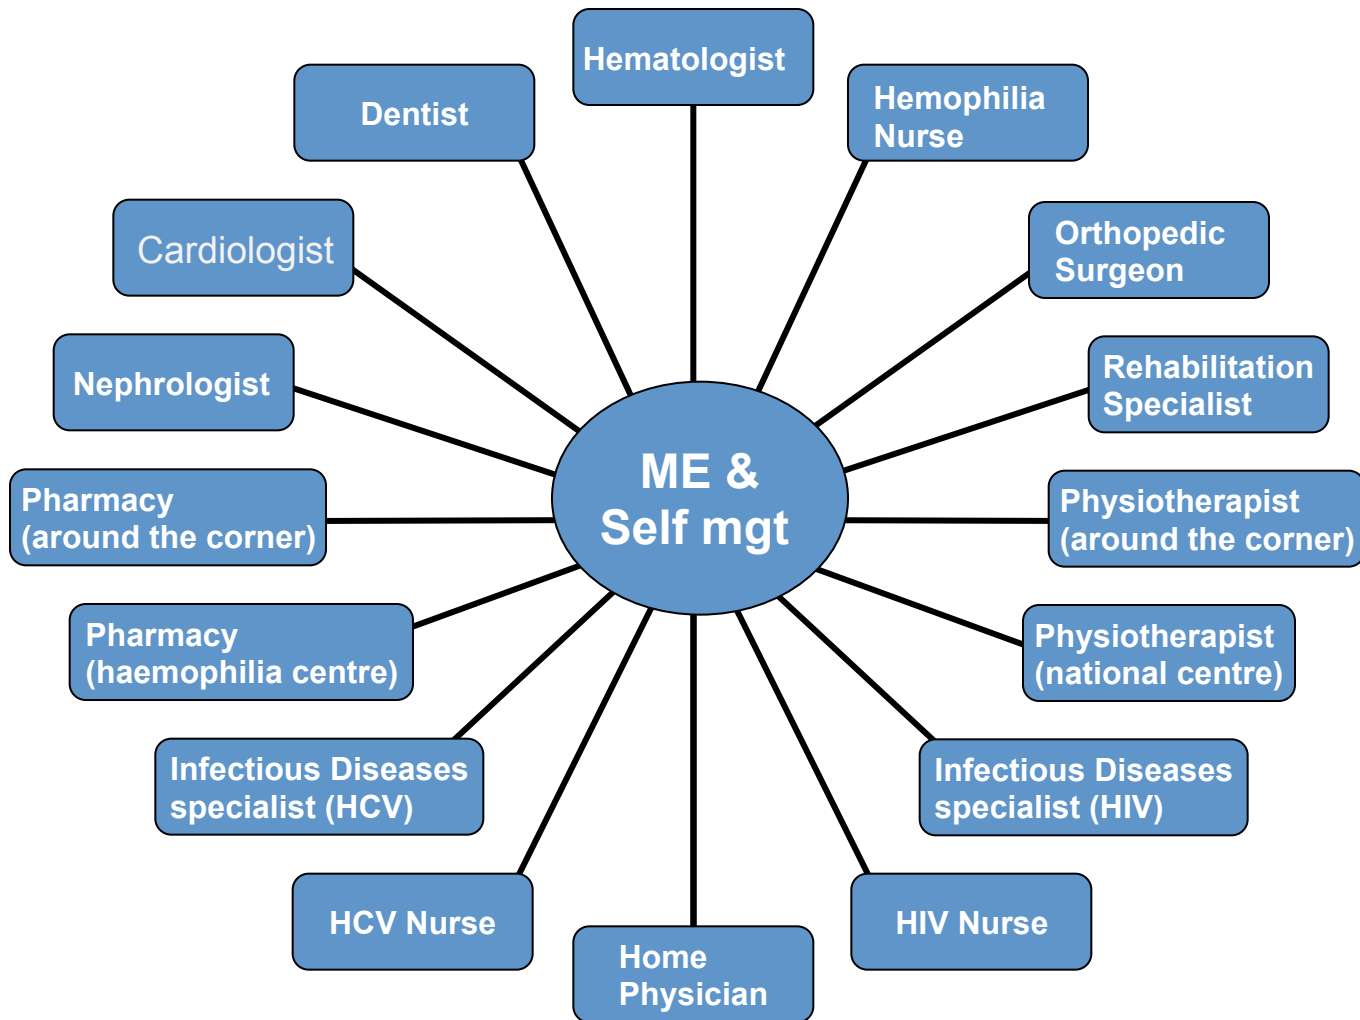 Hematologist
Dentist
Hemophilia
Nurse
Cardiologist
Orthopedic
Surgeon
Nephrologist
Rehabilitation
Specialist
ME &
Self mgt
Pharmacy
(around the corner)
Physiotherapist
(around the corner)
Pharmacy
(haemophilia centre)
Physiotherapist
(national centre)
Infectious Diseases
specialist (HCV)
Infectious Diseases
specialist (HIV)
HCV Nurse
HIV Nurse
Home
Physician